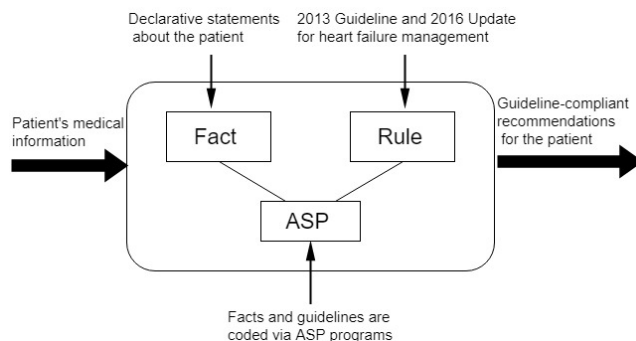 Declarative statements
about the patient
2013 Guideline and 2016 Update
for heart failure management
Patient's medical
information
Fact
Rule
Guideline-compliant
recommendations
for the patient
ASP
Facts and guidelines are
coded via ASP programs